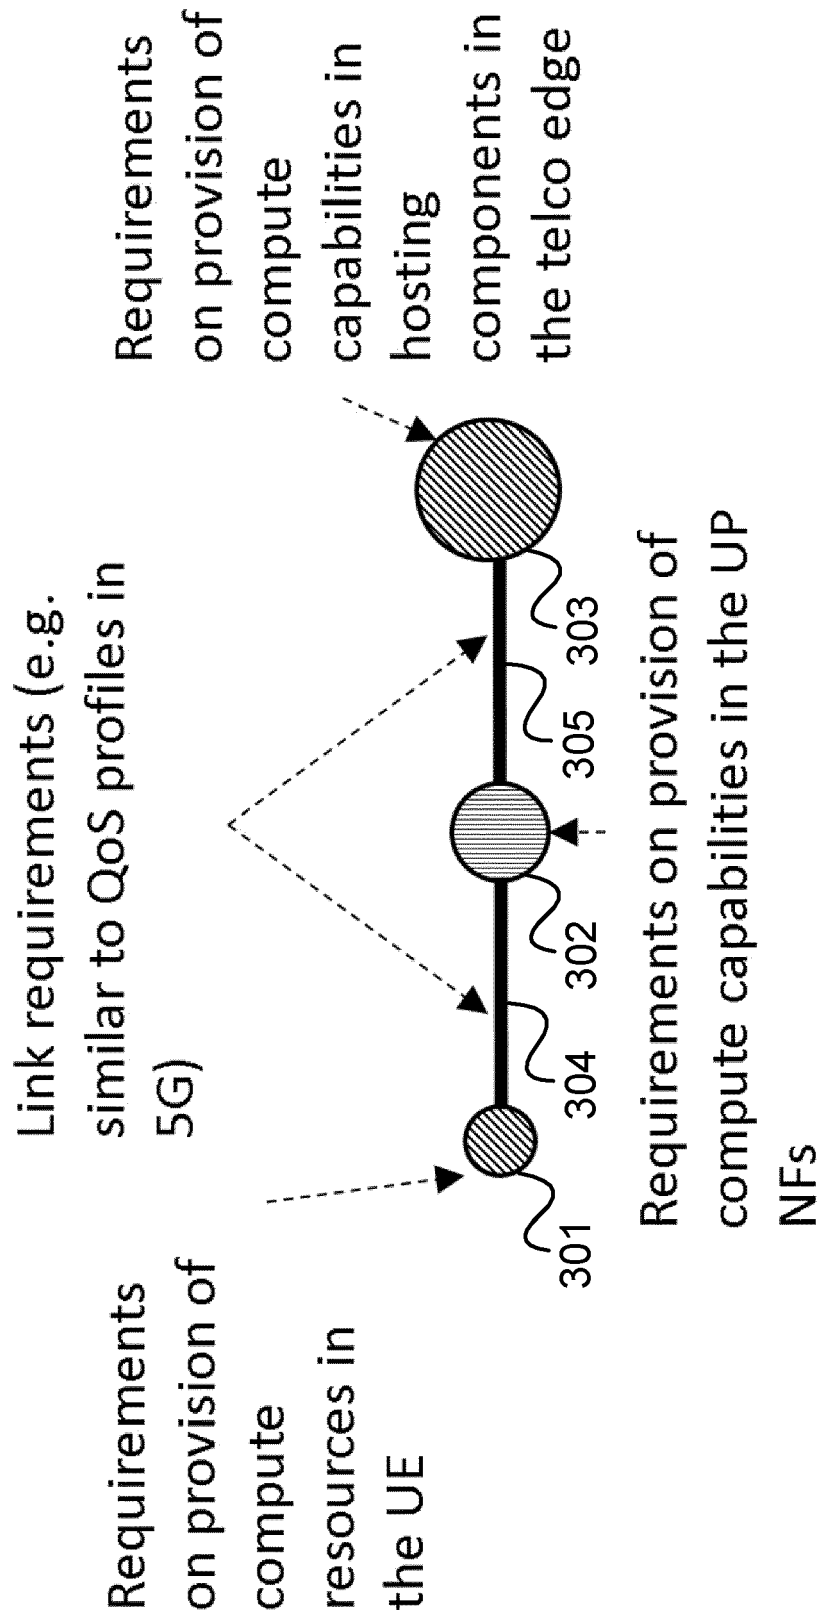 Requirements
on provision of
compute
resources in
the UE
Link requirements (e.g.
similar to QoS profiles in
5G)
Requirements
on provision of
compute
capabilities in
hosting
components in
the telco edge
301
304
302
305
303
Requirements on provision of
compute capabilities in the UP
NFs